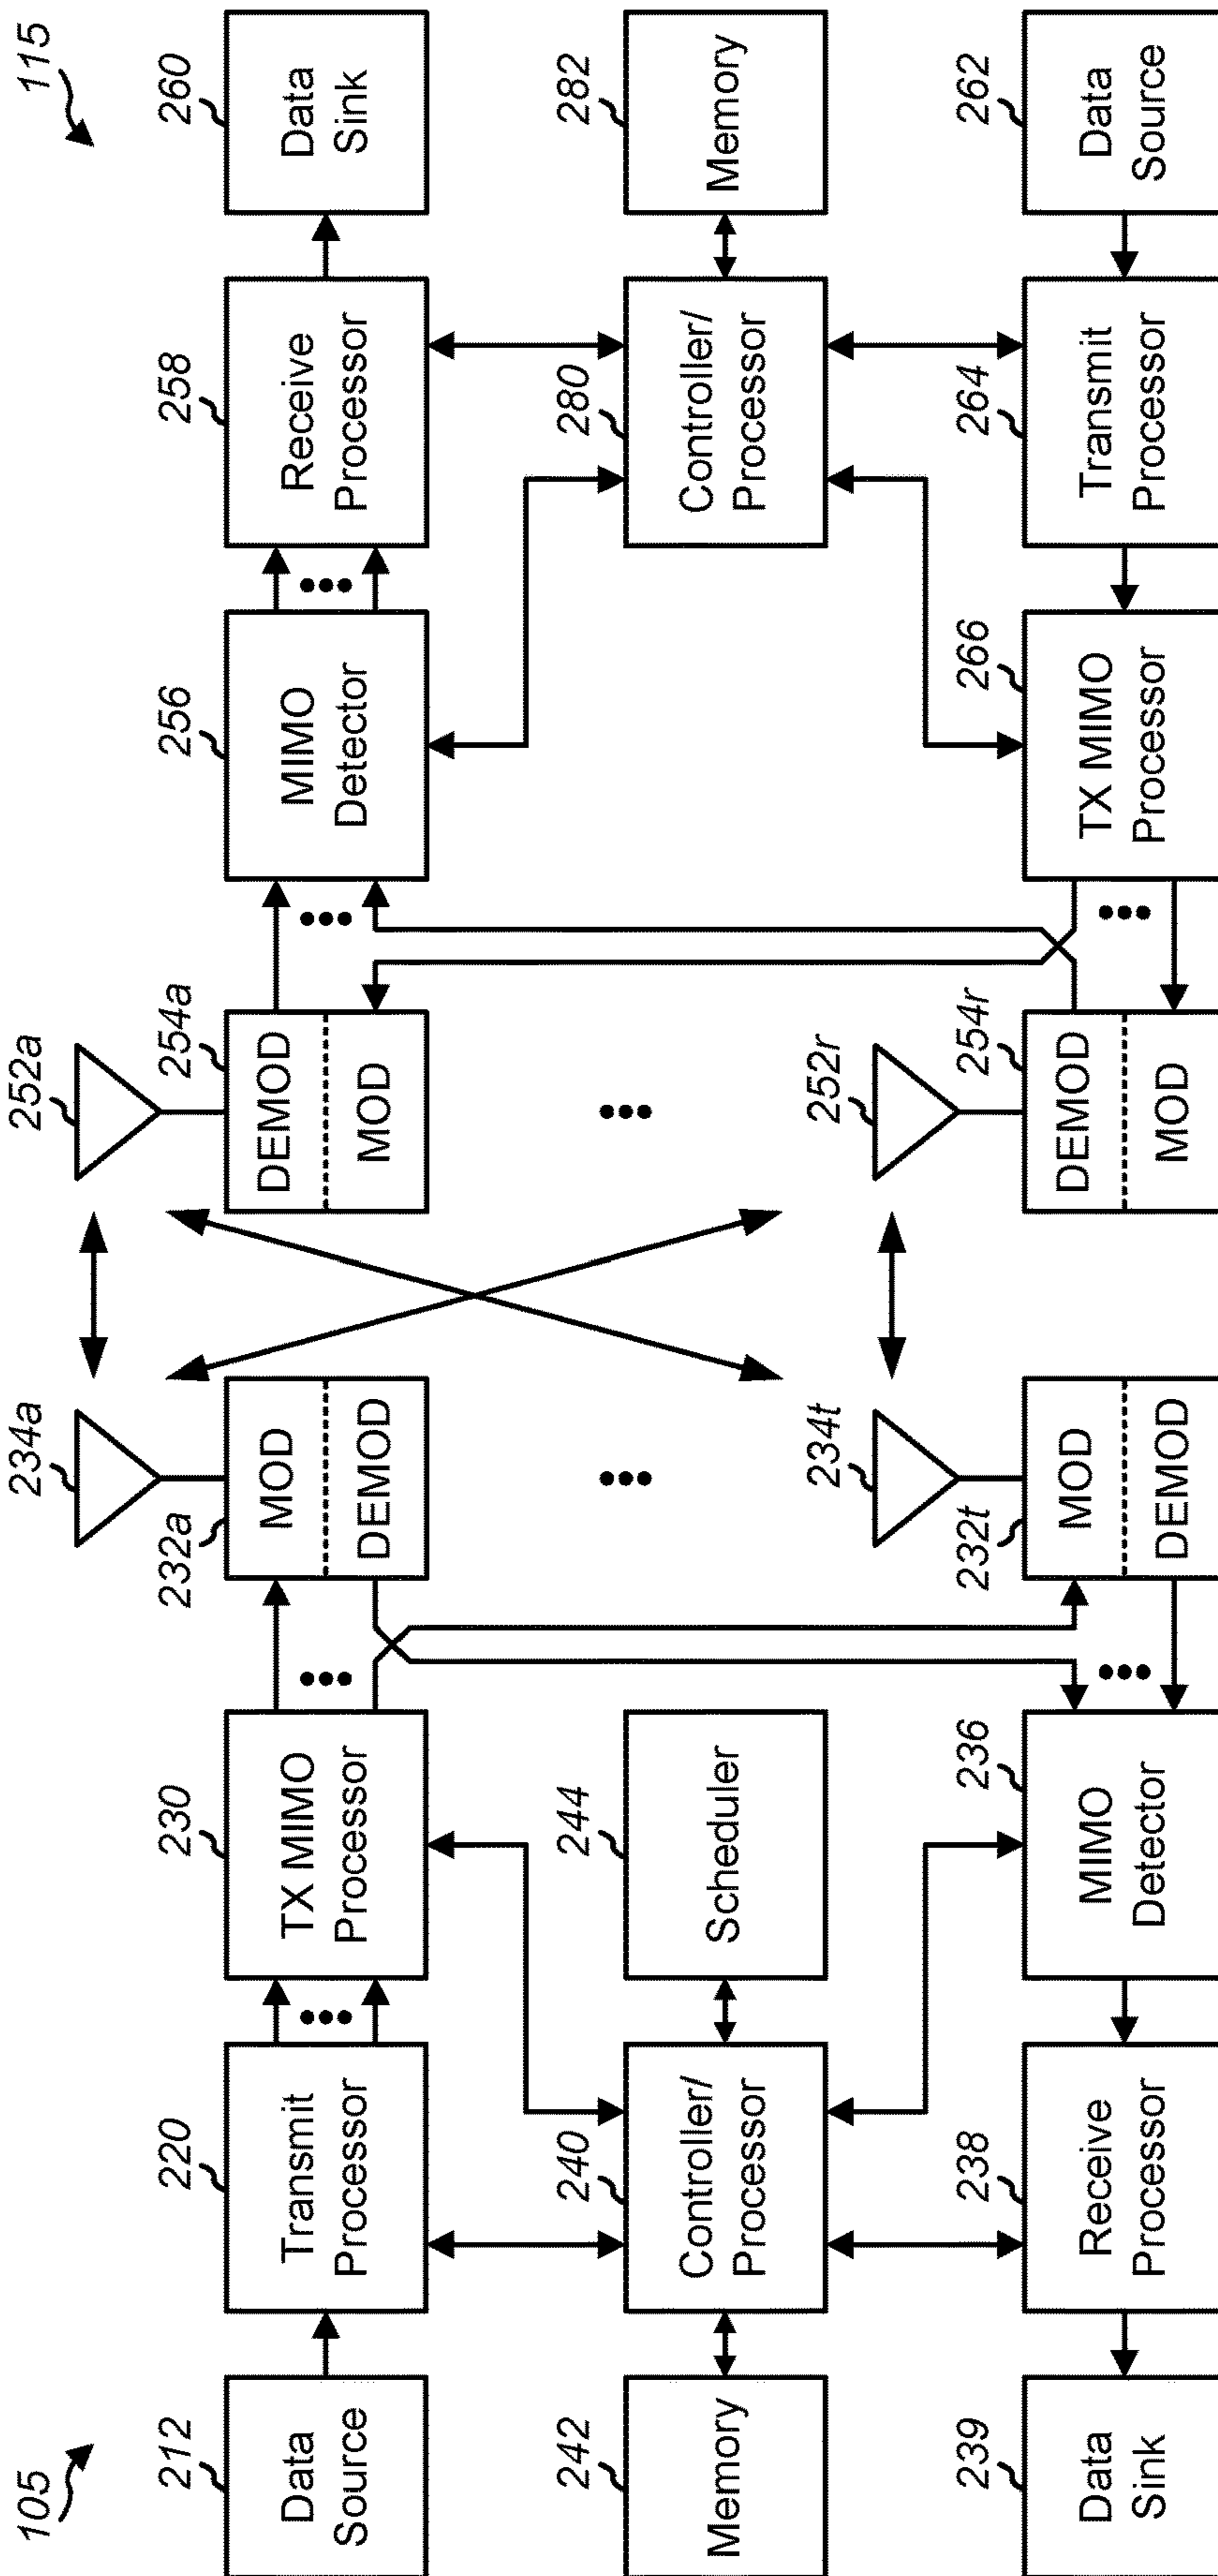 105
115
234a
252a
212
220
230
232a
254a
256
258
260
Data
Source
Transmit
Processor
TX MIMO
Processor
MOD
DEMOD
DEMOD
MOD
MIMO
Detector
Receive
Processor
Data
Sink
242
240
244
280
282
Memory
Controller/
Processor
Scheduler
Controller/
Processor
Memory
234t
252r
239
238
236
232t
254r
266
264
262
Data
Sink
Receive
Processor
MIMO
Detector
MOD
DEMOD
DEMOD
MOD
TX MIMO
Processor
Transmit
Processor
Data
Source